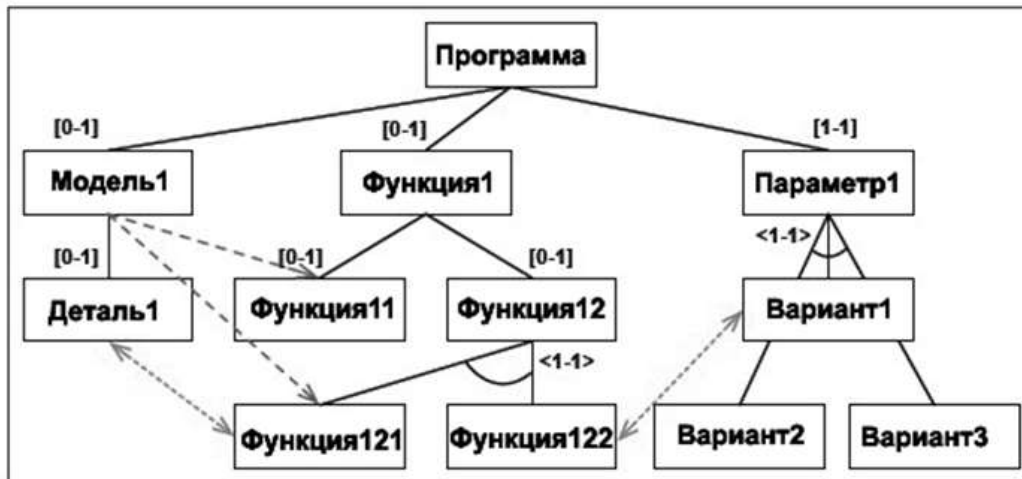 Программа
[0-1]
[0-1]
[1-1]
Модель1
Функция1
Параметр1
<1-1>
[0-1]
[0-1]
[0-1]
Деталь1
Функция11
Функция12
Вариант1
<1-1>
Функция121
Функция122
Вариант2
Вариант3